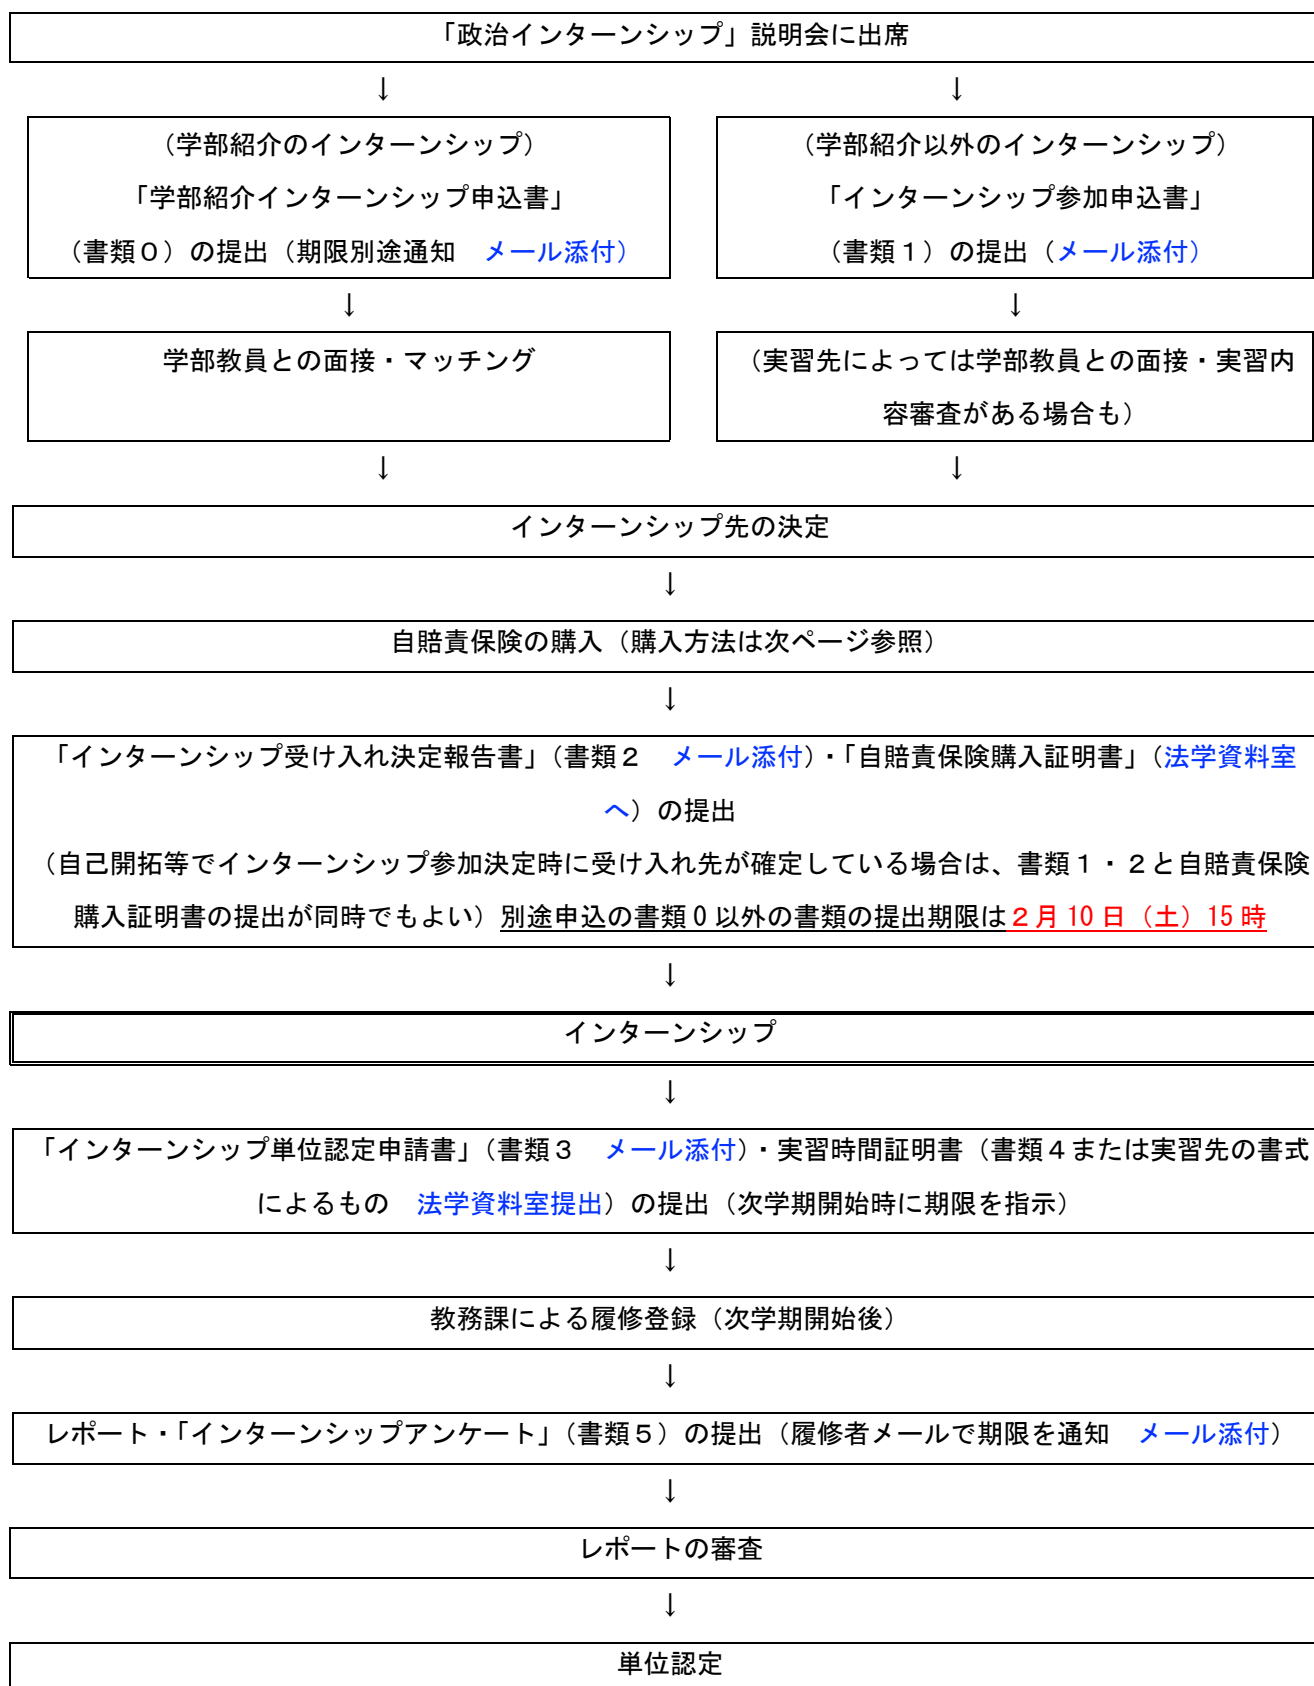 「政治インターンシップ」説明会に出席
↓
↓
（学部紹介のインターンシップ）
「学部紹介インターンシップ申込書」
（書類０）の提出（期限別途通知　メール添付）
（学部紹介以外のインターンシップ）
「インターンシップ参加申込書」
（書類１）の提出（メール添付）
↓
↓
学部教員との面接・マッチング
（実習先によっては学部教員との面接・実習内
容審査がある場合も）
↓
↓
インターンシップ先の決定
↓
自賠責保険の購入（購入方法は次ページ参照）
↓
「インターンシップ受け入れ決定報告書」（書類２　メール添付）・「自賠責保険購入証明書」（法学資料室
へ）の提出
（自己開拓等でインターンシップ参加決定時に受け入れ先が確定している場合は、書類１・２と自賠責保険
購入証明書の提出が同時でもよい）別途申込の書類０以外の書類の提出期限は２月10日（土）15時
↓
インターンシップ
↓
「インターンシップ単位認定申請書」（書類３　メール添付）・実習時間証明書（書類４または実習先の書式
によるもの　法学資料室提出）の提出（次学期開始時に期限を指示）
↓
教務課による履修登録（次学期開始後）
↓
レポート・「インターンシップアンケート」（書類５）の提出（履修者メールで期限を通知　メール添付）
↓
レポートの審査
↓
単位認定